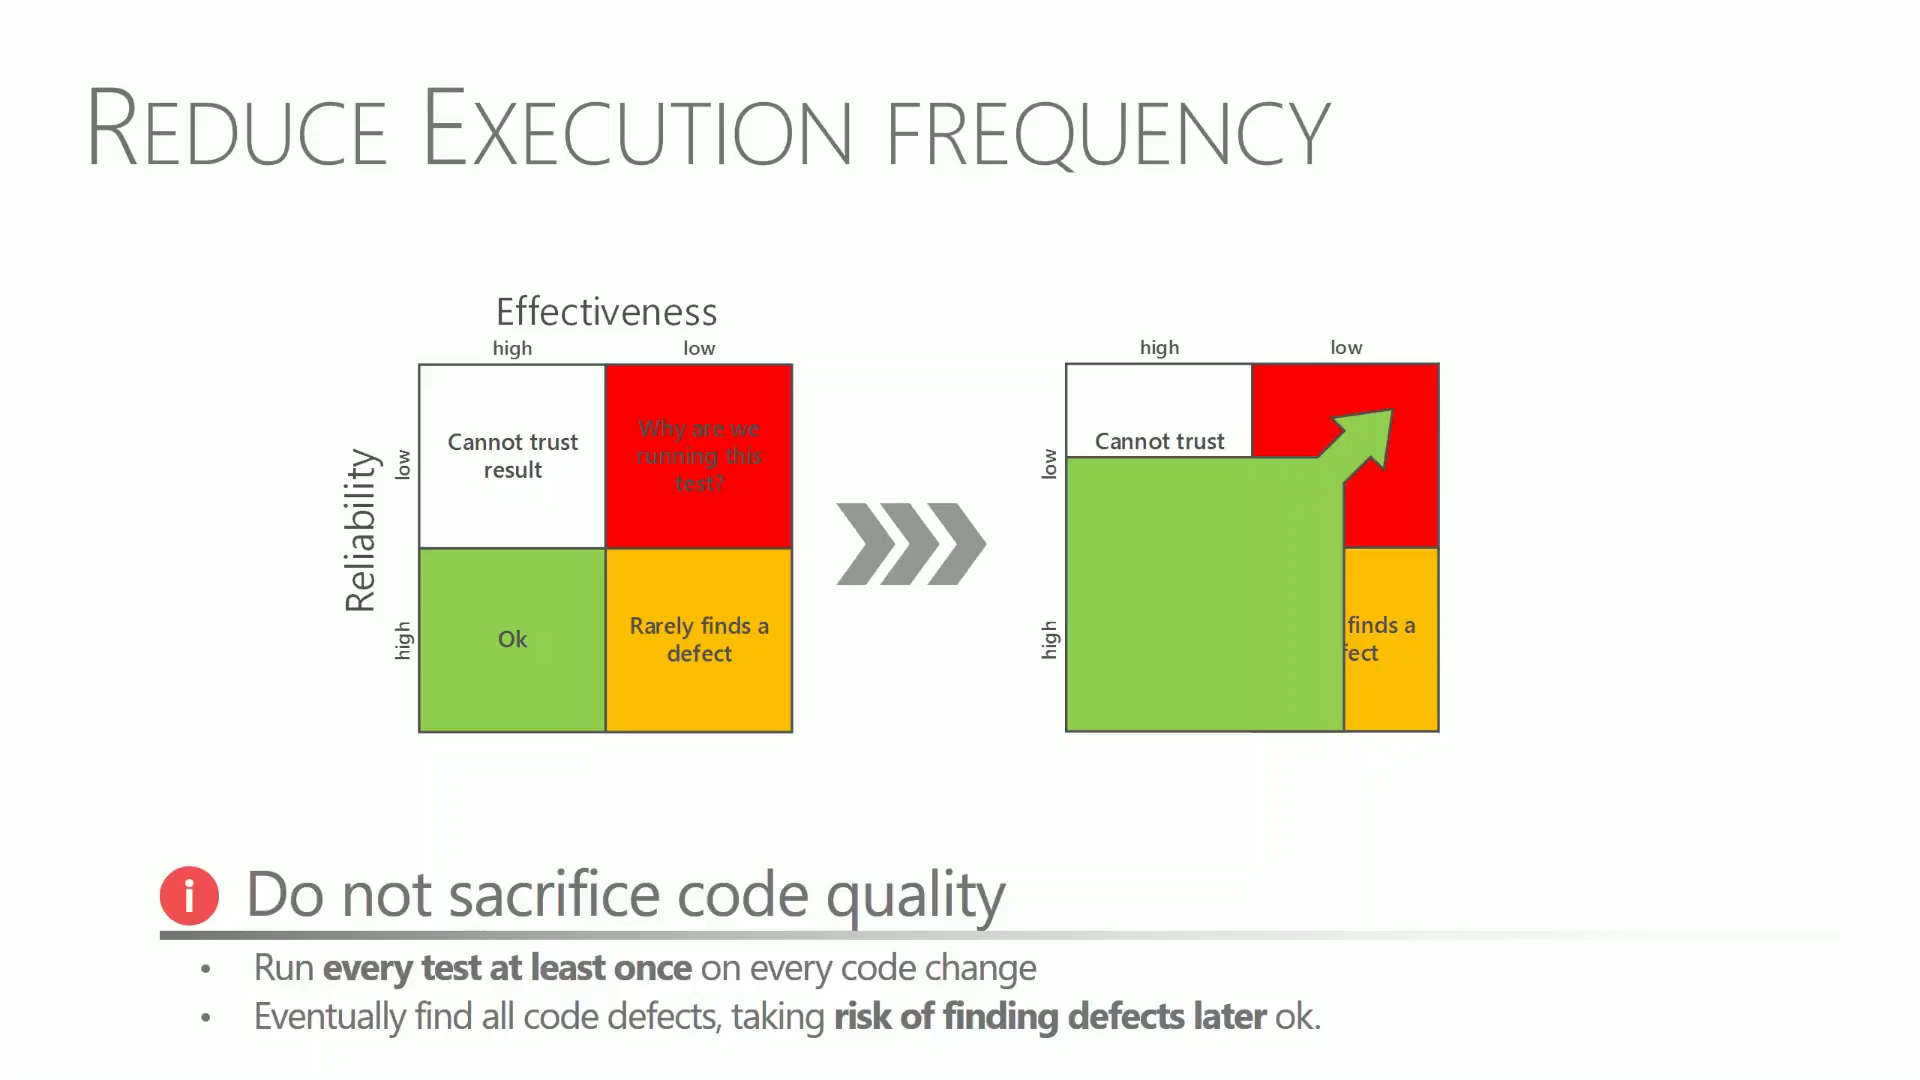 REDUCE EXECUTION FREQUENCY
Effectiveness
high low
Reliability
low
high
Cannot trust
result
Why are we
running this
test?
Ok
Rarely finds a
defect
high low
low
high
Cannot trust
finds a
fect
i Do not sacrifice code quality
• Run every test at least once on every code change
• Eventually find all code defects, taking risk of finding defects later ok.